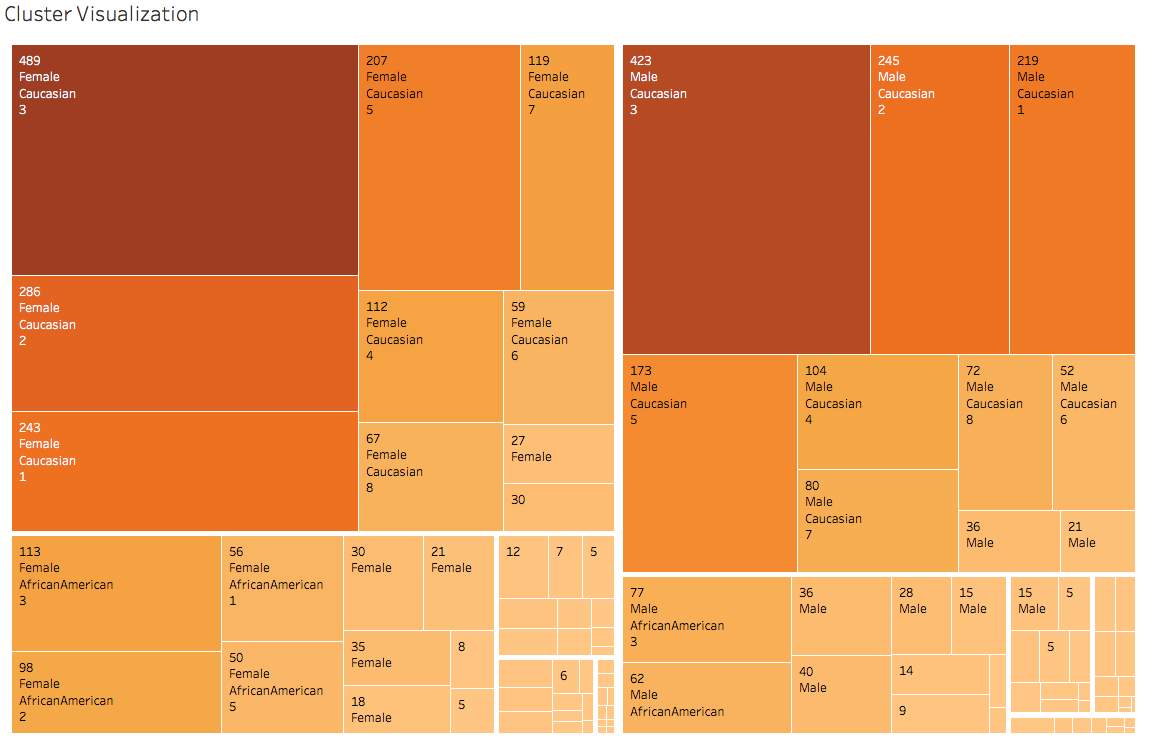 Cluster Visualization
489
Female
Caucasian
3
207
Female
Caucasian
5
119
Female
Caucasian
7
286
Female
Caucasian
2
112
Female
Caucasian
4
59
Female
Caucasian
6
243
Female
Caucasian
1
67
Female
Caucasian
8
27
Female
30
113
Female
AfricanAmerican
3
56
Female
AfricanAmerican
1
30
Female
21
Female
98
Female
AfricanAmerican
2
50
Female
AfricanAmerican
5
35
Female
18
Female
8
5
12
7
5
6
423
Male
Caucasian
3
245
Male
Caucasian
2
219
Male
Caucasian
1
173
Male
Caucasian
5
104
Male
Caucasian
4
72
Male
Caucasian
8
52
Male
Caucasian
6
80
Male
Caucasian
7
36
Male
21
Male
77
Male
AfricanAmerican
3
36
Male
28
Male
15
Male
62
Male
AfricanAmerican
40
Male
14
9
15
Male
5
5